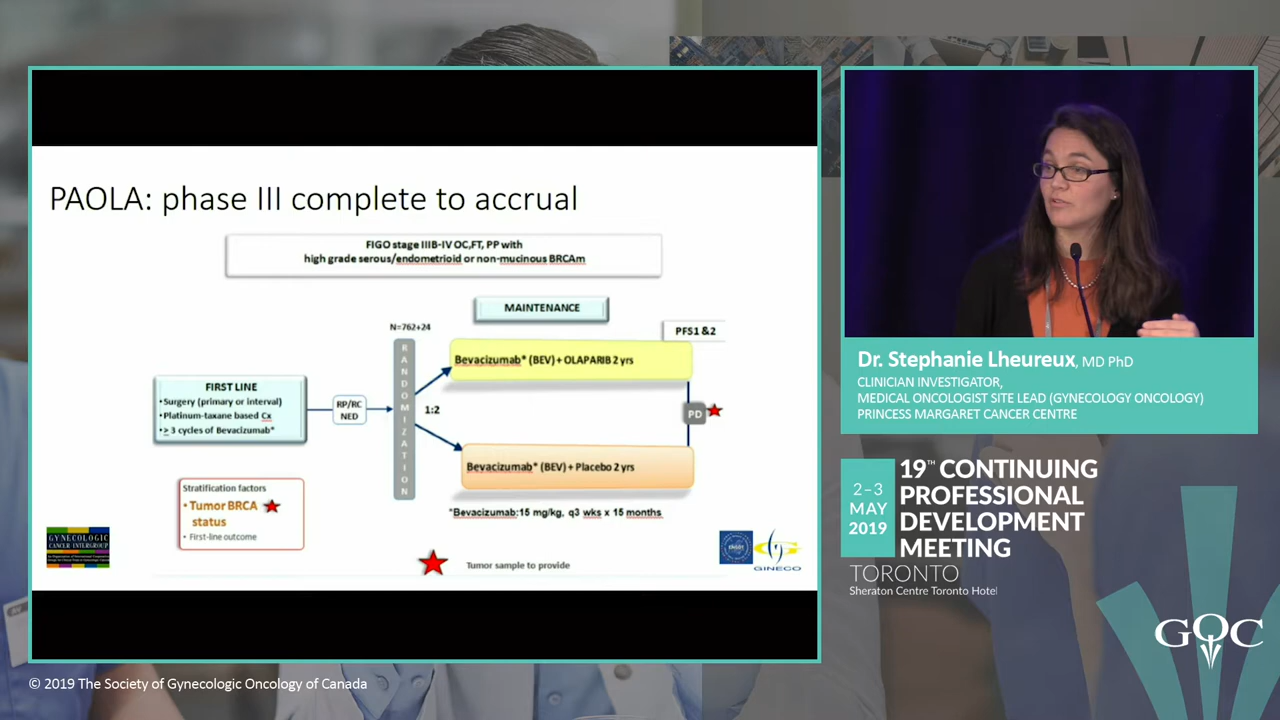 PAOLA: phase III complete to accrual
FIGO stage IIIB-IV OC,FT, PP with
high grade serous/endometrioid or non-mucinous BRCAm
MAINTENANCE
N=762+24
PFS1 &2
RANDOMIZATION
Bevacizumab* (BEV) + OLAPARIB 2 yrs
FIRST LINE
•Surgery (primary or interval)
•Platinum-taxane based Cx
•≥ 3 cycles of Bevacizumab*
RP/RC
NED
1:2
PD
Bevacizumab* (BEV) + Placebo 2 yrs
Stratification factors
• Tumor BRCA
status
• First-line outcome
*Bevacizumab:15 mg/kg, q3 wks x 15 months
GYNECOLOGIC
CANCER INTERGROUP
ENGOT
GINECO
Tumor sample to provide
Dr. Stephanie Lheureux, MD PhD
CLINICIAN INVESTIGATOR,
MEDICAL ONCOLOGIST SITE LEAD (GYNECOLOGY ONCOLOGY)
PRINCESS MARGARET CANCER CENTRE
2–3
MAY
2019
19TH CONTINUING
PROFESSIONAL
DEVELOPMENT
MEETING
TORONTO
Sheraton Centre Toronto Hotel
GOC
© 2019 The Society of Gynecologic Oncology of Canada